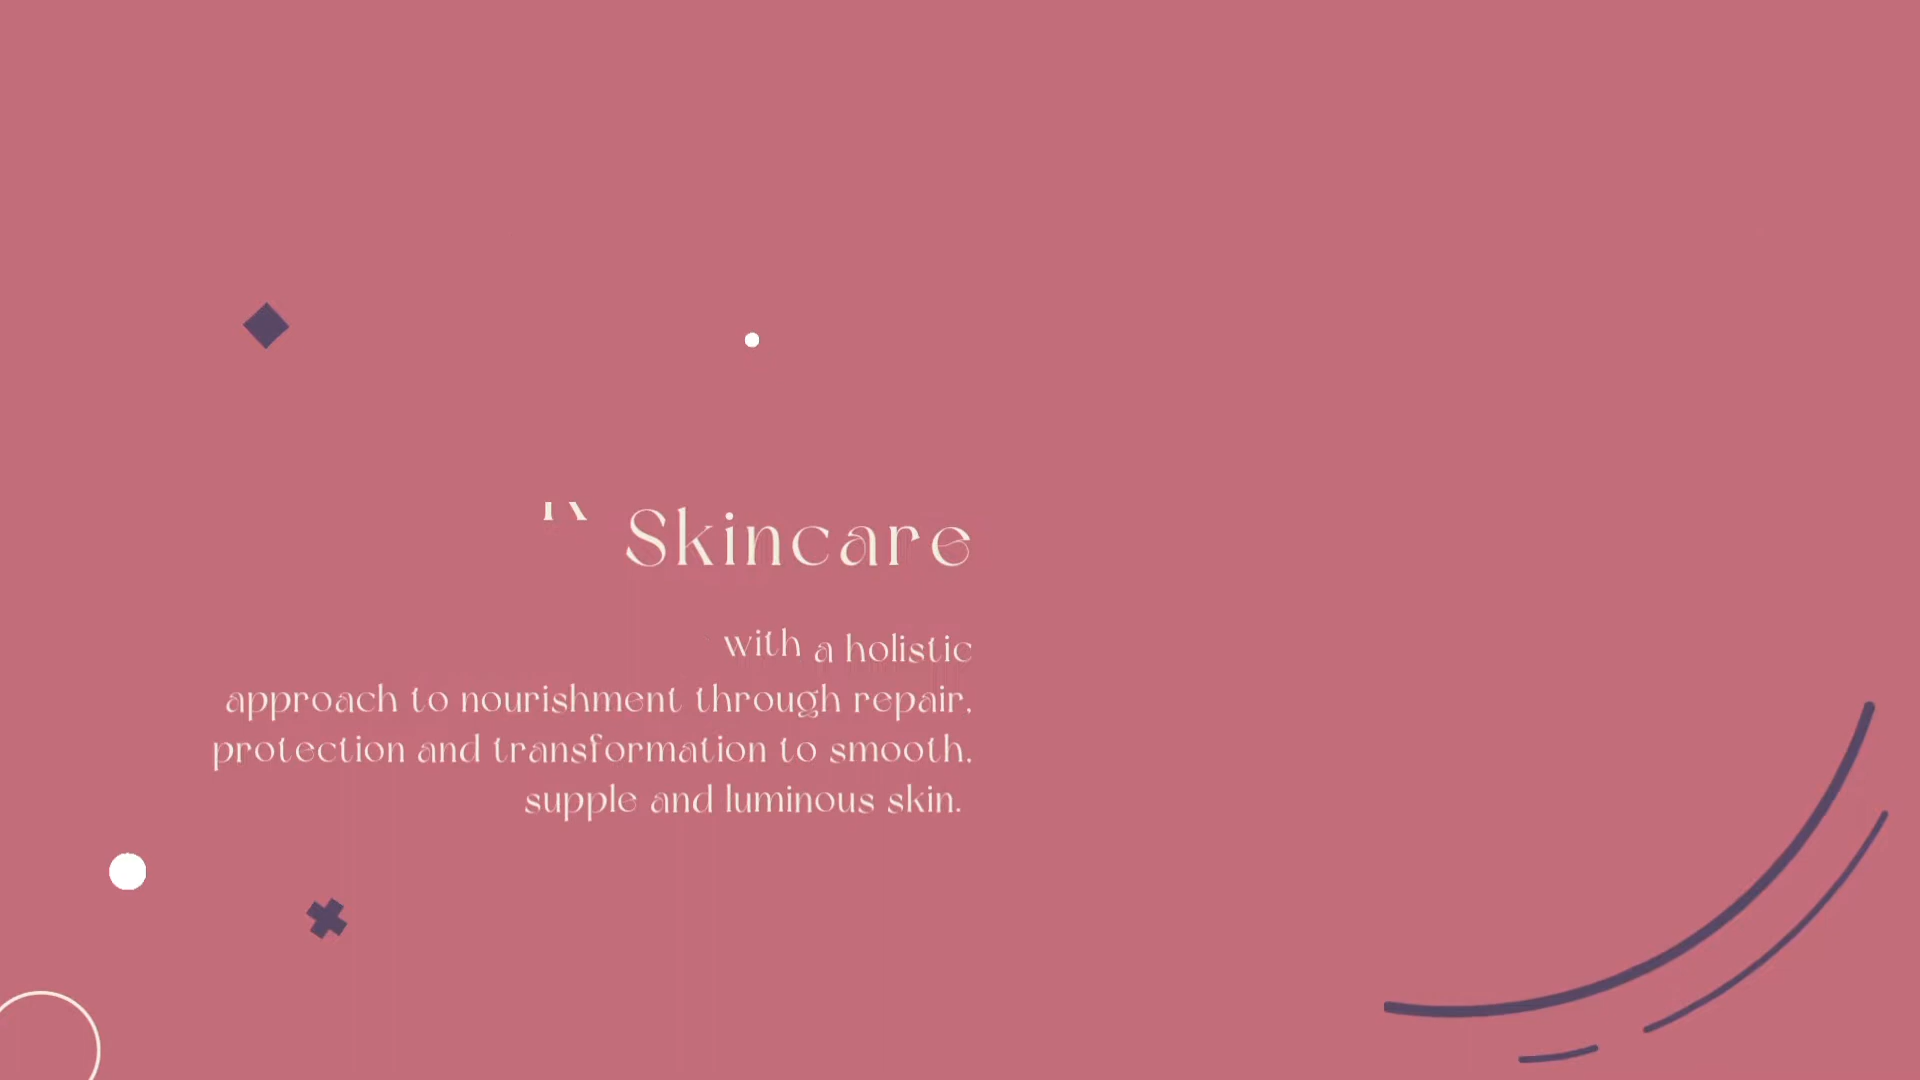 Skincare
with a holistic
approach to nourishment through repair,
protection and transformation to smooth,
supple and luminous skin.